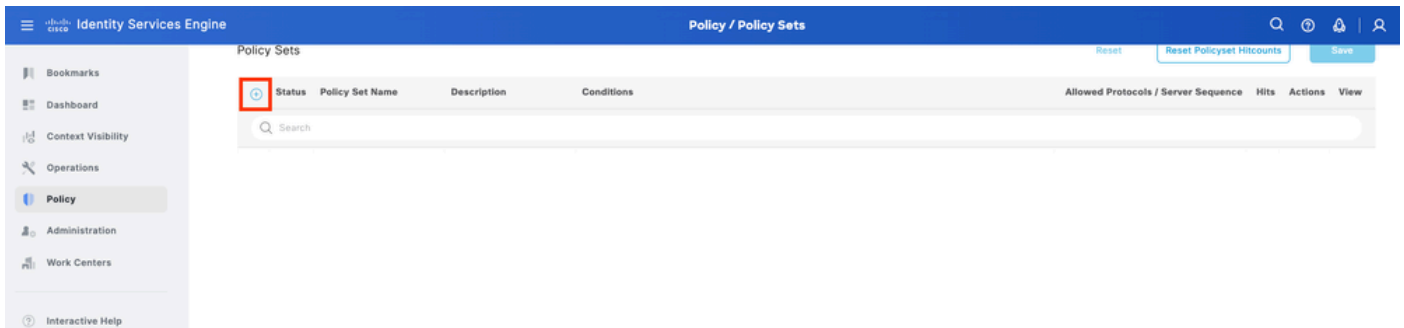 cisco Identity Services Engine
Policy / Policy Sets
Bookmarks
Dashboard
Context Visibility
Operations
Policy
Administration
Work Centers
Interactive Help
Policy Sets
Reset
Reset Policyset Hitcounts
Save
Status Policy Set Name Description Conditions Allowed Protocols / Server Sequence Hits Actions View
Search